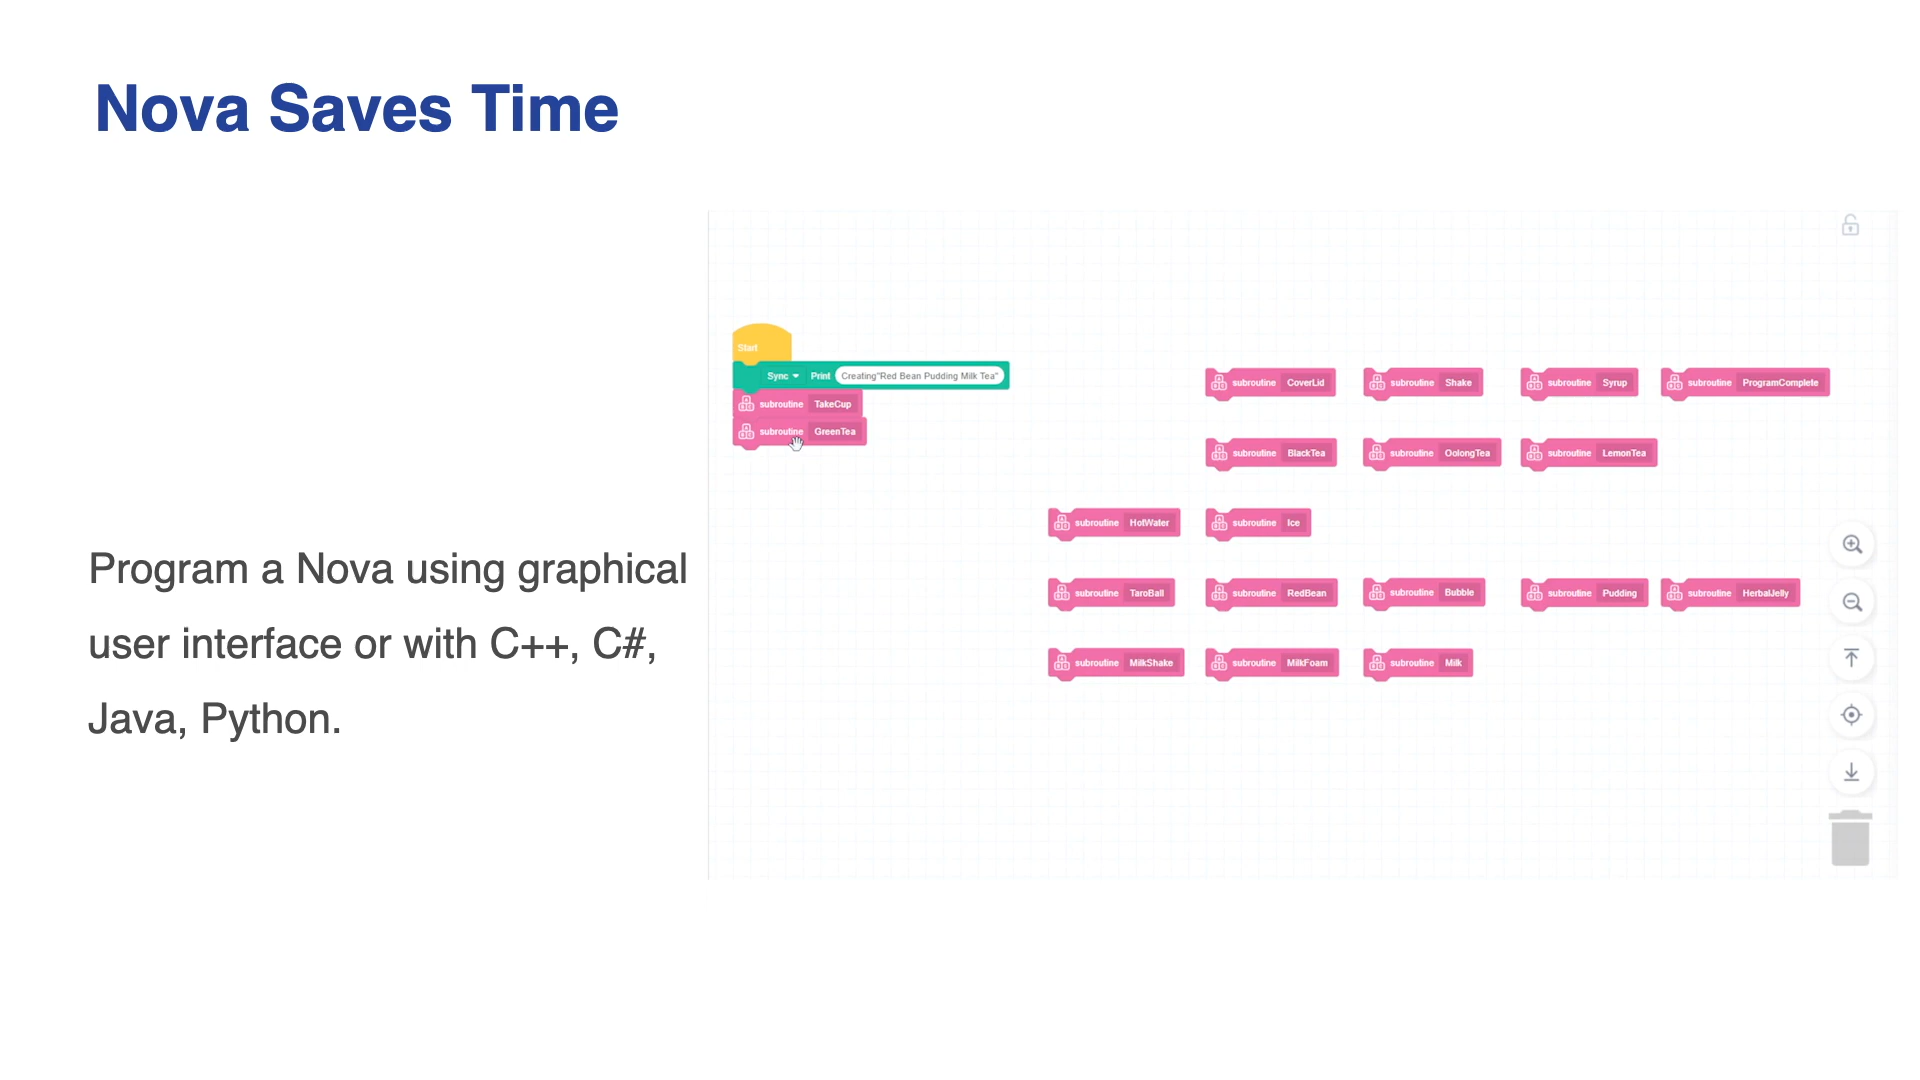 Nova Saves Time
Program a Nova using graphical
user interface or with C++, C#,
Java, Python.
Start
Sync Print Creating"Red Bean Pudding Milk Tea"
subroutine TakeCup
subroutine GreenTea
subroutine CoverLid subroutine Shake subroutine Syrup subroutine ProgramComplete
subroutine BlackTea subroutine OolongTea subroutine LemonTea
subroutine HotWater subroutine Ice
subroutine TaroBall subroutine RedBean subroutine Bubble subroutine Pudding subroutine HerbalJelly
subroutine MilkShake subroutine MilkFoam subroutine Milk